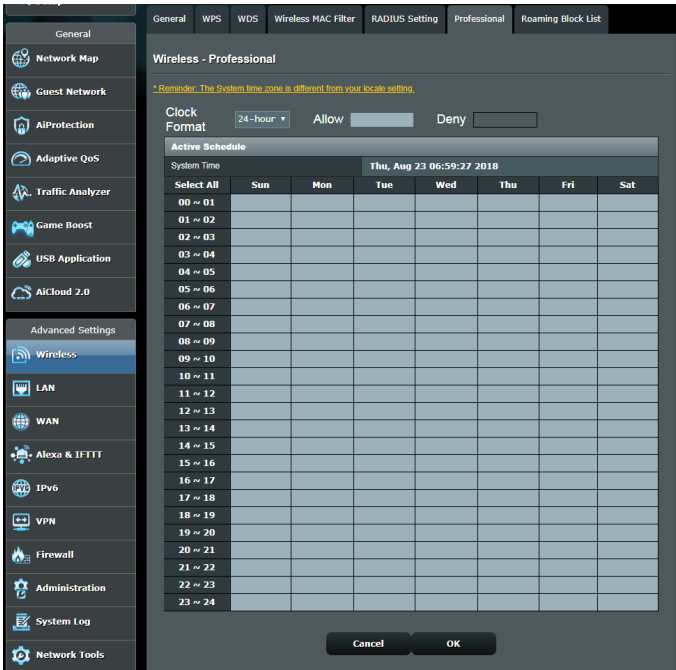 General WPS WDS Wireless MAC Filter RADIUS Setting Professional Roaming Block List
General
Network Map
Guest Network
AiProtection
Adaptive QoS
Traffic Analyzer
Game Boost
USB Application
AiCloud 2.0
Advanced Settings
Wireless
LAN
WAN
Alexa & IFTTT
IPv6
VPN
Firewall
Administration
System Log
Network Tools
Wireless - Professional
* Reminder: The System time zone is different from your locale setting.
Clock Format 24-hour Allow Deny
Active Schedule
System Time Thu, Aug 23 06:59:27 2018
Select All Sun Mon Tue Wed Thu Fri Sat
00 ~ 01
01 ~ 02
02 ~ 03
03 ~ 04
04 ~ 05
05 ~ 06
06 ~ 07
07 ~ 08
08 ~ 09
09 ~ 10
10 ~ 11
11 ~ 12
12 ~ 13
13 ~ 14
14 ~ 15
15 ~ 16
16 ~ 17
17 ~ 18
18 ~ 19
19 ~ 20
20 ~ 21
21 ~ 22
22 ~ 23
23 ~ 24
Cancel OK